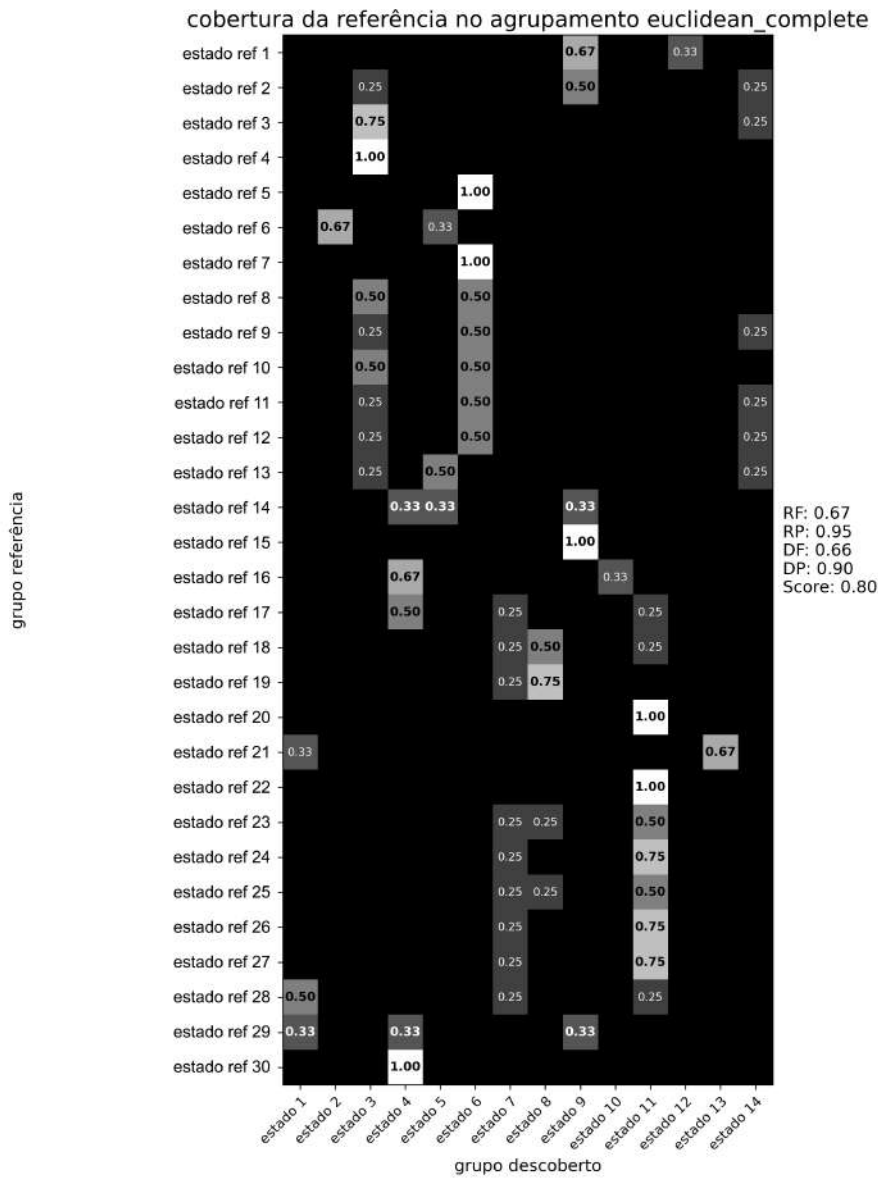 cobertura da referência no agrupamento euclidean_complete
estado ref 1 0.67 0.33
estado ref 2 0.25 0.50 0.25
estado ref 3 0.75 0.25
estado ref 4 1.00
estado ref 5 1.00
estado ref 6 0.67 0.33
estado ref 7 1.00
estado ref 8 0.50 0.50
estado ref 9 0.25 0.50 0.25
estado ref 10 0.50 0.50
estado ref 11 0.25 0.50 0.25
estado ref 12 0.25 0.50 0.25
estado ref 13 0.25 0.50 0.25
estado ref 14 0.33 0.33 0.33
estado ref 15 1.00
estado ref 16 0.67 0.33
estado ref 17 0.50 0.25 0.25
estado ref 18 0.25 0.50 0.25
estado ref 19 0.25 0.75
estado ref 20 1.00
estado ref 21 0.33 0.67
estado ref 22 1.00
estado ref 23 0.25 0.25 0.50
estado ref 24 0.25 0.75
estado ref 25 0.25 0.25 0.50
estado ref 26 0.25 0.75
estado ref 27 0.25 0.75
estado ref 28 0.50 0.25 0.25
estado ref 29 0.33 0.33 0.33
estado ref 30 1.00
grupo referência
RF: 0.67
RP: 0.95
DF: 0.66
DP: 0.90
Score: 0.80
estado 1 estado 2 estado 3 estado 4 estado 5 estado 6 estado 7 estado 8 estado 9 estado 10 estado 11 estado 12 estado 13 estado 14
grupo descoberto